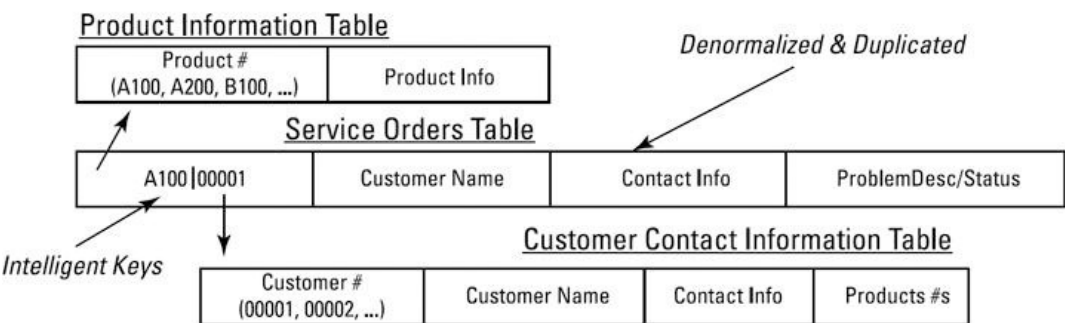 Product Information Table
Denormalized & Duplicated
Product #
(A100, A200, B100, ...)
Product Info
Service Orders Table
A100|00001
Customer Name
Contact Info
ProblemDesc/Status
Intelligent Keys
Customer Contact Information Table
Customer #
(00001, 00002, ...)
Customer Name
Contact Info
Products #s